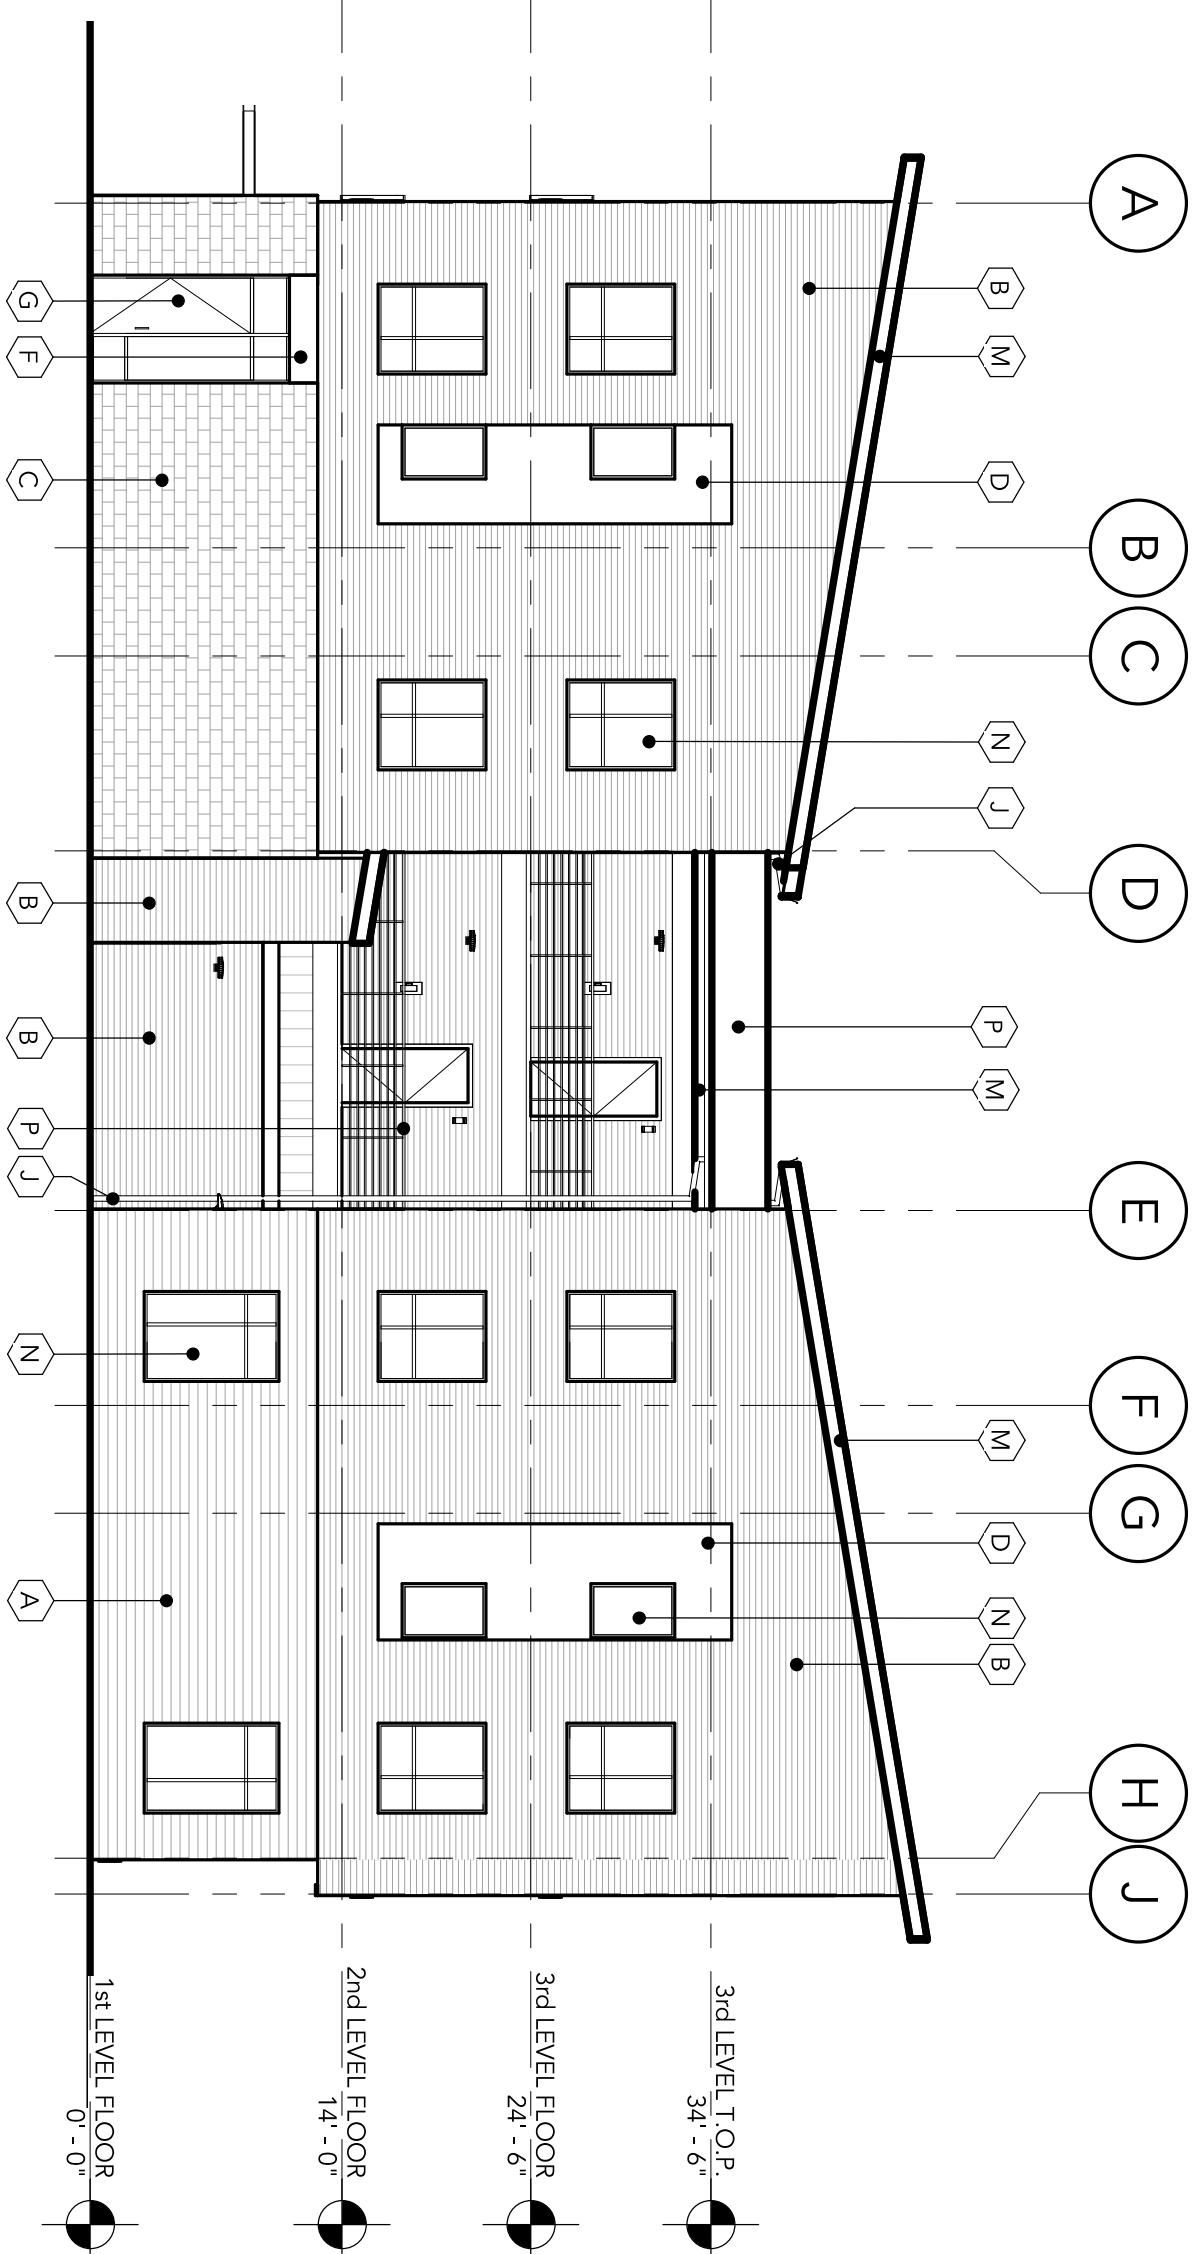 A
B
C
D
E
F
G
H
J
B
M
D
N
J
P
M
M
D
N
B
G
F
C
B
B
P
J
N
A
3rd LEVEL T.O.P.
34' - 6"
3rd LEVEL FLOOR
24' - 6"
2nd LEVEL FLOOR
14' - 0"
1st LEVEL FLOOR
0' - 0"